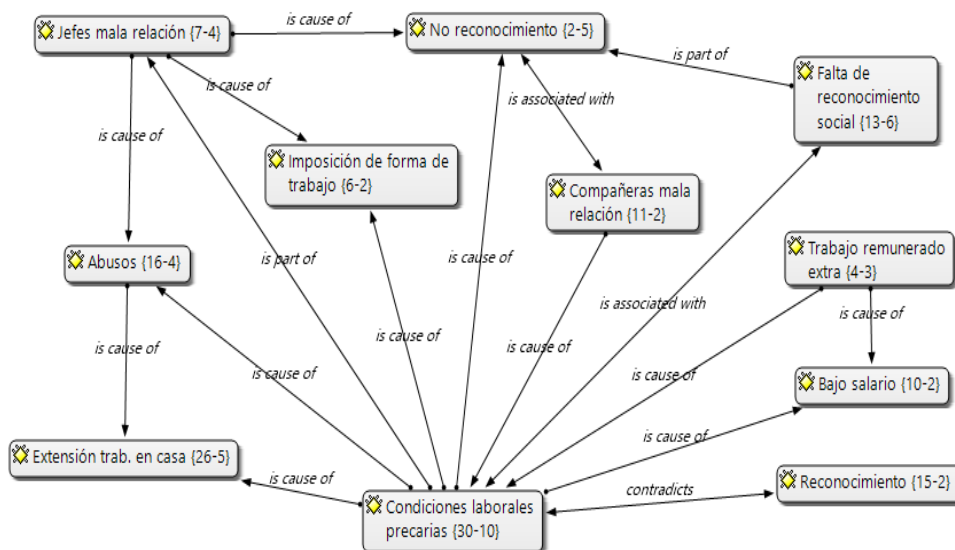 is cause of
Jefes mala relación {7-4}
No reconocimiento {2-5}
is part of
Falta de
reconocimiento
social {13-6}
is cause of
is associated with
is cause of
Imposición de forma de
trabajo {6-2}
Compañeras mala
relación {11-2}
Abusos {16-4}
is part of
is cause of
Trabajo remunerado
extra {4-3}
is associated with
is cause of
is cause of
is cause of
is cause of
is cause of
is cause of
Bajo salario {10-2}
is cause of
Extensión trab. en casa {26-5}
is cause of
Condiciones laborales
precarias {30-10}
contradicts
Reconocimiento {15-2}